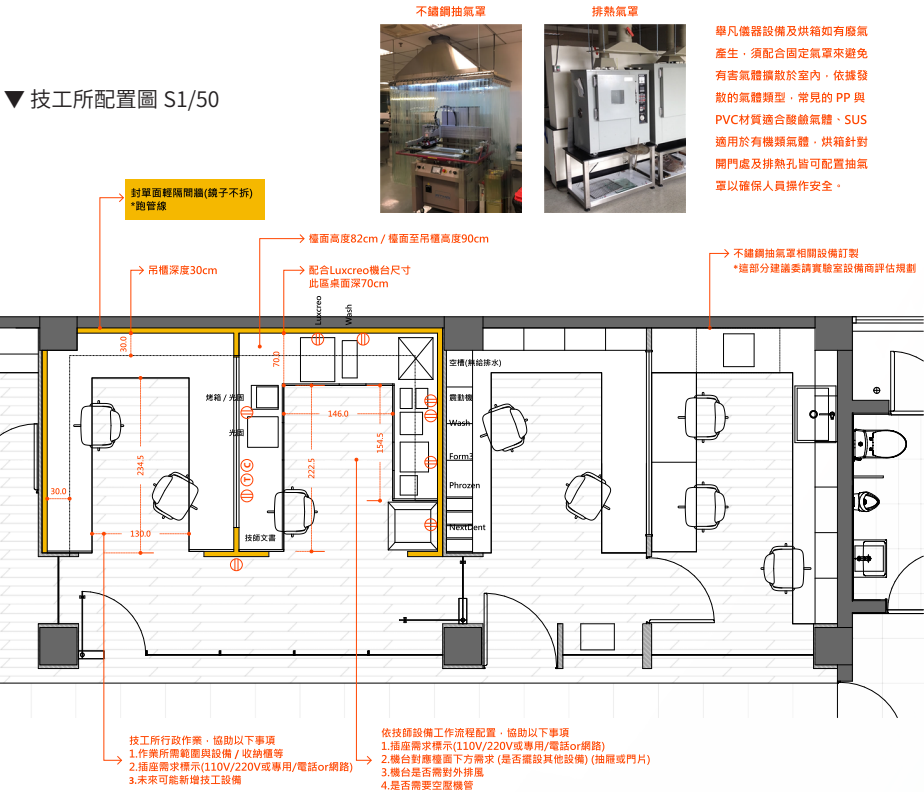 不鏽鋼抽氣罩
排熱氣罩
舉凡儀器設備及烘箱如有廢氣
產生，須配合固定氣罩來避免
有害氣體擴散於室內，依據發
散的氣體類型，常見的 PP 與
PVC材質適合酸鹼氣體、SUS
適用於有機類氣體，烘箱針對
開門處及排熱孔皆可配置抽氣
罩以確保人員操作安全。
▼ 技工所配置圖 S1/50
封單面輕隔間牆(鏡子不拆)
*跑管線
檯面高度82cm / 檯面至吊櫃高度90cm
吊櫃深度30cm
配合Luxcreo機台尺寸
此區桌面深70cm
不鏽鋼抽氣罩相關設備訂製
*這部分建議委請實驗室設備商評估規劃
Luxcreo
Wash
30.0
70.0
空槽(無給排水)
烤箱 / 光固
震動機
146.0
Wash
光固
154.5
234.5
222.5
Form3
T C
Phrozen
30.0
NextDent
130.0
技師文書
技工所行政作業，協助以下事項
1.作業所需範圍與設備 / 收納櫃等
2.插座需求標示(110V/220V或專用/電話or網路)
3.未來可能新增技工設備
依技師設備工作流程配置，協助以下事項
1.插座需求標示(110V/220V或專用/電話or網路)
2.機台對應檯面下方需求 (是否擺設其他設備) (抽屜或門片)
3.機台是否需對外排風
4.是否需要空壓機管